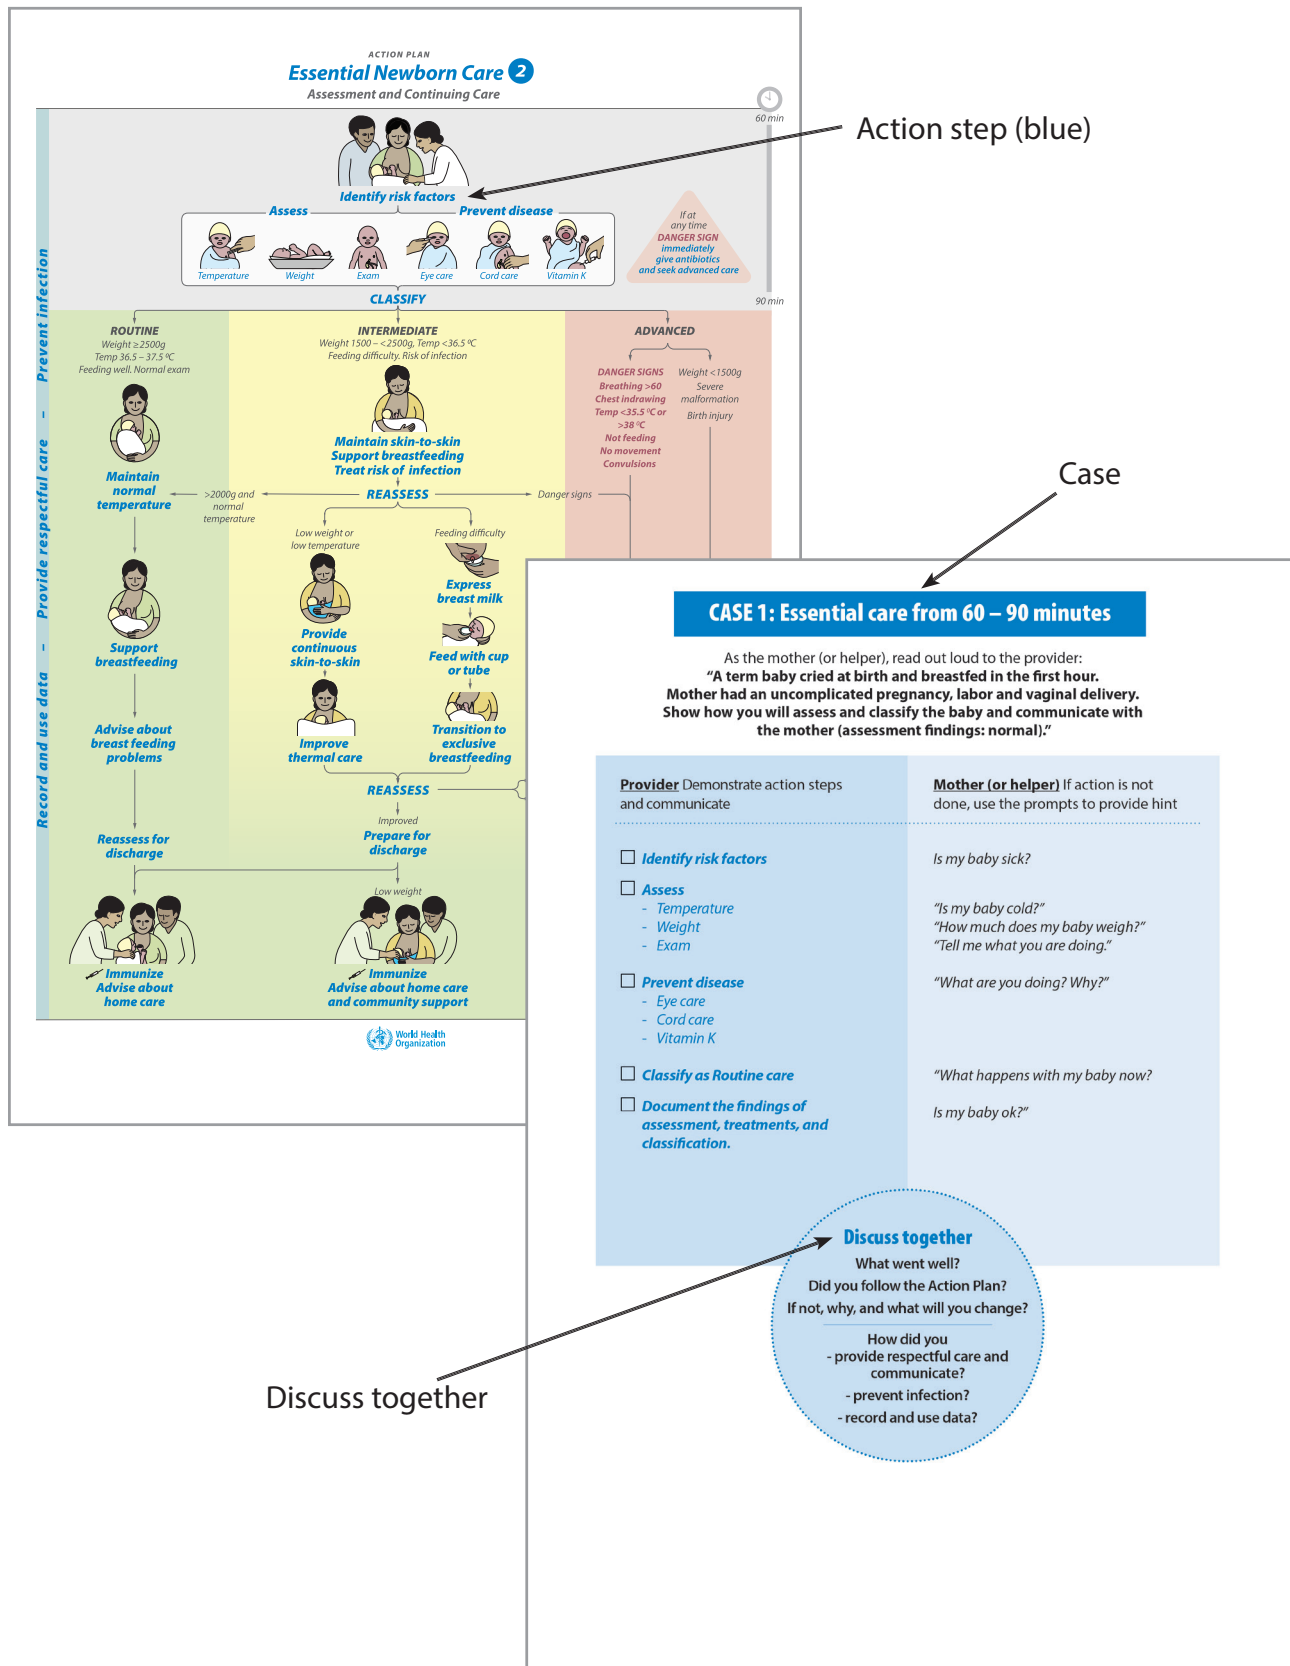 ACTION PLAN
Essential Newborn Care 2
Assessment and Continuing Care
60 min
Action step (blue)
Identify risk factors
Assess
Prevent disease
Temperature
Weight
Exam
Eye care
Cord care
Vitamin K
If at
any time
DANGER SIGN
immediately
give antibiotics
and seek advanced care
CLASSIFY
90 min
Record and use data – Provide respectful care – Prevent infection
ROUTINE
Weight ≥2500g
Temp 36.5 – 37.5 ºC
Feeding well. Normal exam
Maintain
normal
temperature
Support
breastfeeding
Advise about
breast feeding
problems
Reassess for
discharge
Immunize
Advise about
home care
INTERMEDIATE
Weight 1500 – <2500g, Temp <36.5 ºC
Feeding difficulty. Risk of infection
Maintain skin-to-skin
Support breastfeeding
Treat risk of infection
REASSESS
>2000g and
normal
temperature
Danger signs
Low weight or
low temperature
Provide
continuous
skin-to-skin
Improve
thermal care
Feeding difficulty
Express
breast milk
Feed with cup
or tube
Transition to
exclusive
breastfeeding
REASSESS
Improved
Prepare for
discharge
Low weight
Immunize
Advise about home care
and community support
ADVANCED
DANGER SIGNS
Breathing >60
Chest indrawing
Temp <35.5 ºC or
>38 ºC
Not feeding
No movement
Convulsions
Weight <1500g
Severe
malformation
Birth injury
World Health
Organization
Case
CASE 1: Essential care from 60 – 90 minutes
As the mother (or helper), read out loud to the provider:
“A term baby cried at birth and breastfed in the first hour.
Mother had an uncomplicated pregnancy, labor and vaginal delivery.
Show how you will assess and classify the baby and communicate with
the mother (assessment findings: normal).”
Provider Demonstrate action steps
and communicate
Mother (or helper) If action is not
done, use the prompts to provide hint
Identify risk factors
Is my baby sick?
Assess
- Temperature
“Is my baby cold?”
- Weight
“How much does my baby weigh?”
- Exam
“Tell me what you are doing.”
Prevent disease
“What are you doing? Why?”
- Eye care
- Cord care
- Vitamin K
Classify as Routine care
“What happens with my baby now?
Document the findings of
assessment, treatments, and
classification.
Is my baby ok?”
Discuss together
Discuss together
What went well?
Did you follow the Action Plan?
If not, why, and what will you change?
How did you
- provide respectful care and
communicate?
- prevent infection?
- record and use data?